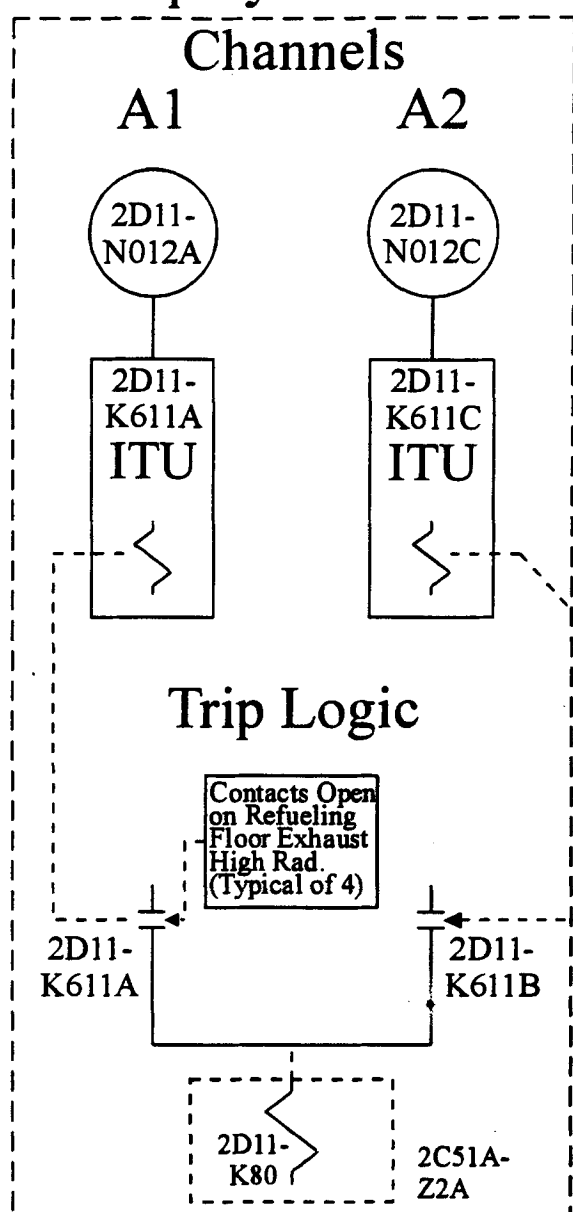 Channels
A1
A2
2D11-
N012A
2D11-
N012C
2D11-
K611A
ITU
2D11-
K611C
ITU
Trip Logic
Contacts Open
on Refueling
Floor Exhaust
High Rad.
(Typical of 4)
2D11-
K611A
2D11-
K611B
2D11-
K80
2C51A-
Z2A